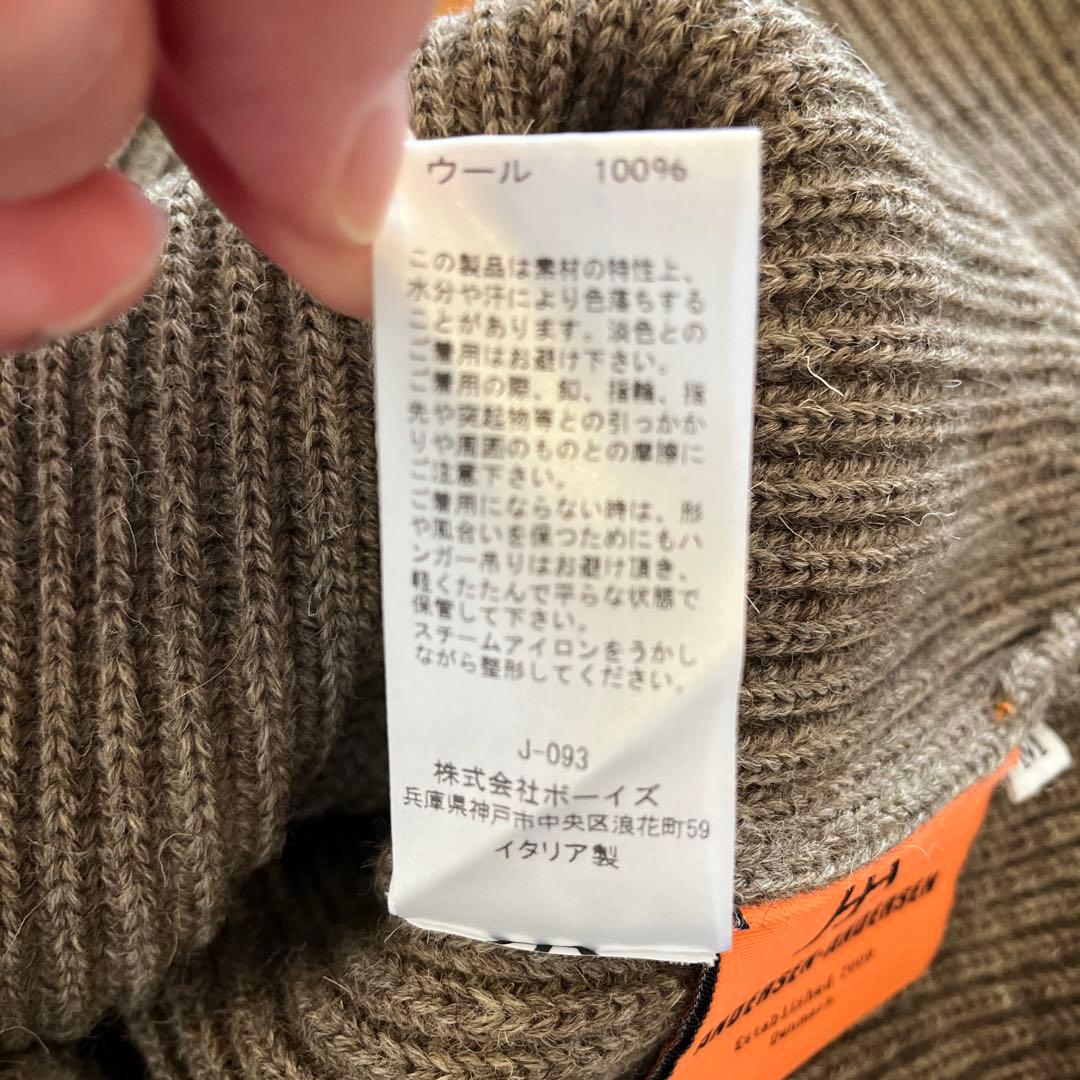 ウール 100%
この製品は素材の特性上、
水分や汗により色落ちする
ことがあります。淡色との
ご着用はお避け下さい。
ご着用の際、釦、指輪、指
先や突起物等との引っかか
りや周囲のものとの摩擦に
ご注意下さい。
ご着用にならない時は、形
や風合いを保つためにもハ
ンガー吊りはお避け頂き、
軽くたたんで平らな状態で
保管して下さい。
スチームアイロンをうかし
ながら整形してください。
J-093
株式会社ボーイズ
兵庫県神戸市中央区浪花町59
イタリア製
ANDERSEN-ANDERSEN
Established 2009
Denmark